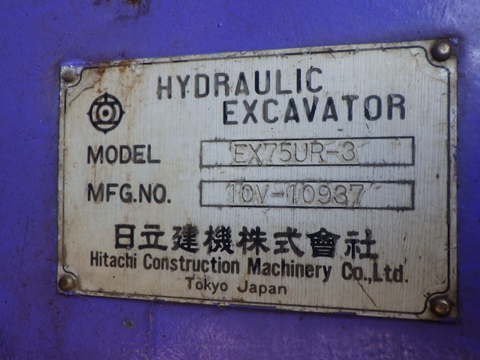 HYDRAULIC
EXCAVATOR
MODEL EX75UR-3
MFG.NO. 10V-10937
日立建機株式會社
Hitachi Construction Machinery Co.,Ltd.
Tokyo Japan